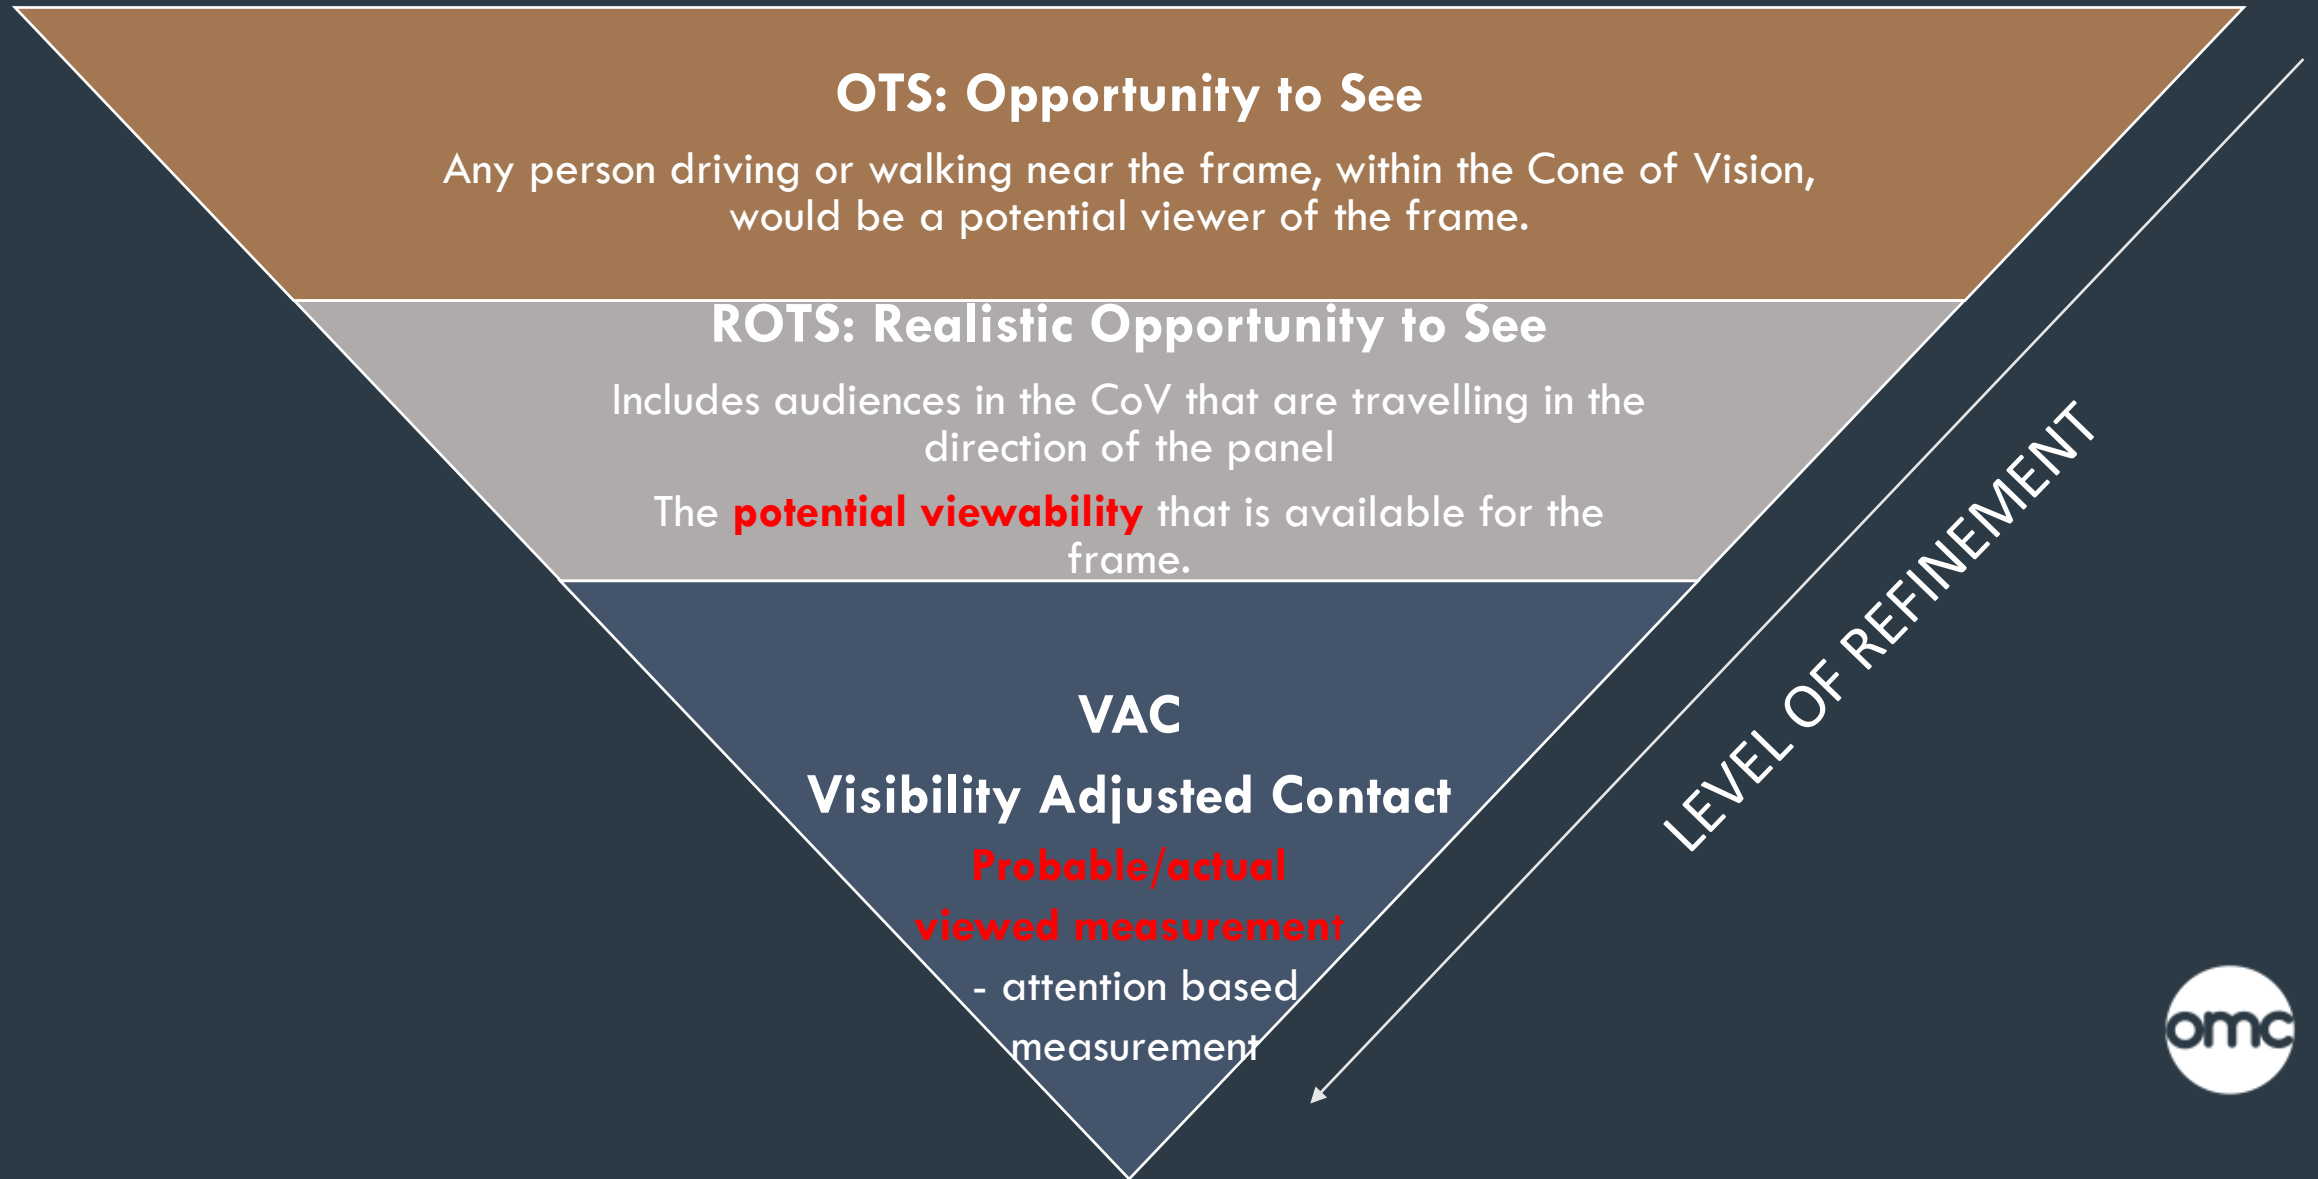 OTS: Opportunity to See
Any person driving or walking near the frame, within the Cone of Vision,
would be a potential viewer of the frame.
ROTS: Realistic Opportunity to See
Includes audiences in the CoV that are travelling in the
direction of the panel
The potential viewability that is available for the
frame.
VAC
Visibility Adjusted Contact
Probable/actual
viewed measurement
- attention based
measurement
LEVEL OF REFINEMENT
omc